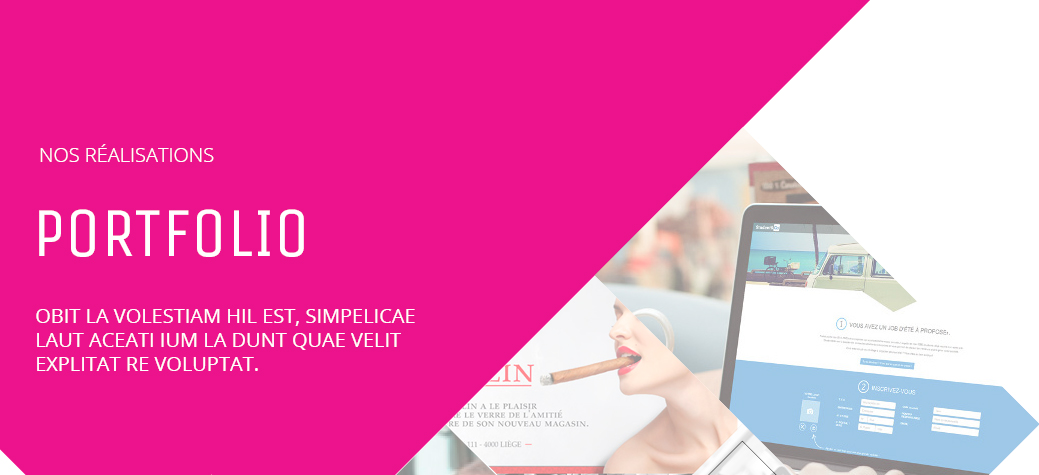 NOS RÉALISATIONS
PORTFOLIO
OBIT LA VOLESTIAM HIL EST, SIMPELICAE
LAUT ACEATI IUM LA DUNT QUAE VELIT
EXPLITAT RE VOLUPTAT.
1 VOUS AVEZ UN JOB D'ÉTÉ À PROPOSER
2 INSCRIVEZ-VOUS
LIN
LIN A LE PLAISIR
E LE VERRE DE L'AMITIÉ
RE DE SON NOUVEAU MAGASIN.
311 - 4000 LIÈGE